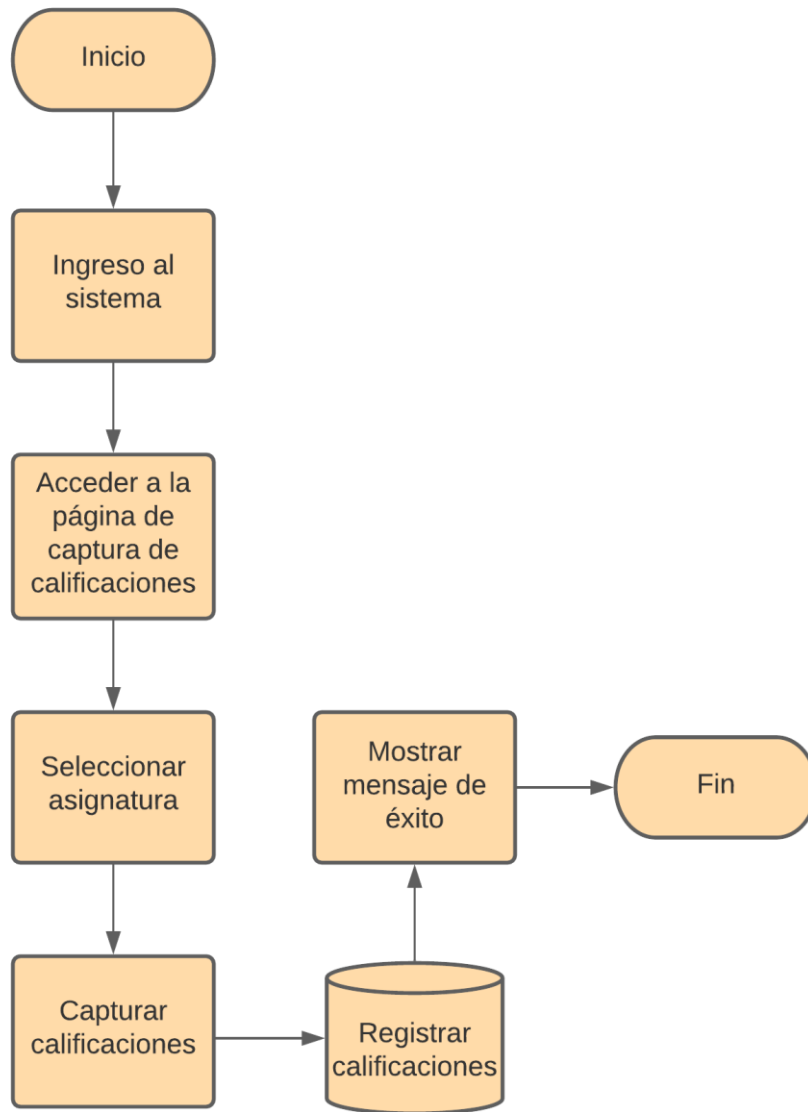 Inicio
Ingreso al
sistema
Acceder a la
página de
captura de
calificaciones
Seleccionar
asignatura
Capturar
calificaciones
Registrar
calificaciones
Mostrar
mensaje de
éxito
Fin